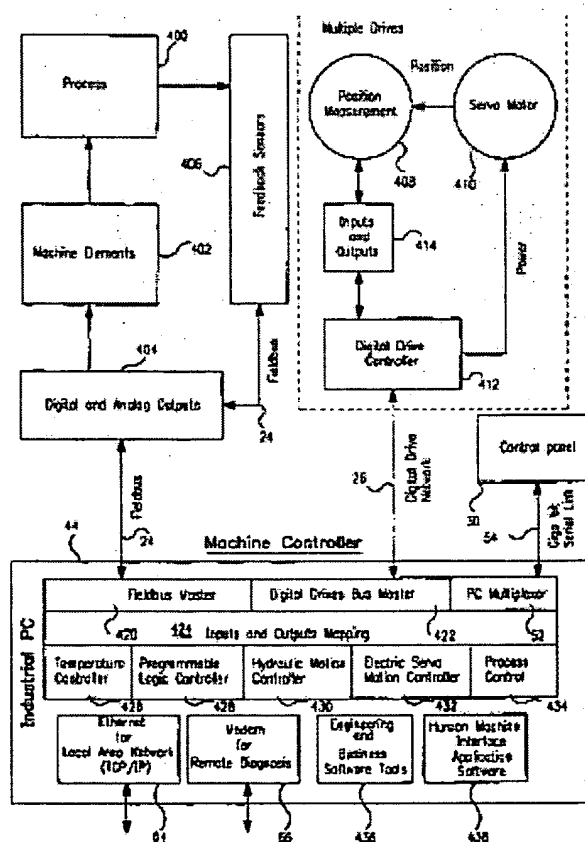 400
Process
406
Feedback Sensors
Multiple Drives
Position
Position
Measurement
Servo Motor
408
410
Machine Elements
402
Inputs
and
Outputs
414
Power
404
Digital and Analog Outputs
Fieldbus
24
Digital Drive
Controller
412
Fieldbus
24
26
Digital Drive
Network
Control panel
50
54
Giga bit
Serial Link
44
Machine Controller
Industrial PC
Fieldbus Master
Digital Drives Bus Master
PC Multiplexor
420
424
Inputs and Outputs Mapping
422
52
Temperature
Controller
Programmable
Logic Controller
Hydraulic Motion
Controller
Electric Servo
Motion Controller
Process
Control
426
428
430
432
434
Ethernet
for
Local Area Network
(TCP/IP)
Modem
for
Remote Diagnosis
Engineering
and
Business
Software Tools
Human Machine
Interface
Application
Software
66
436
438